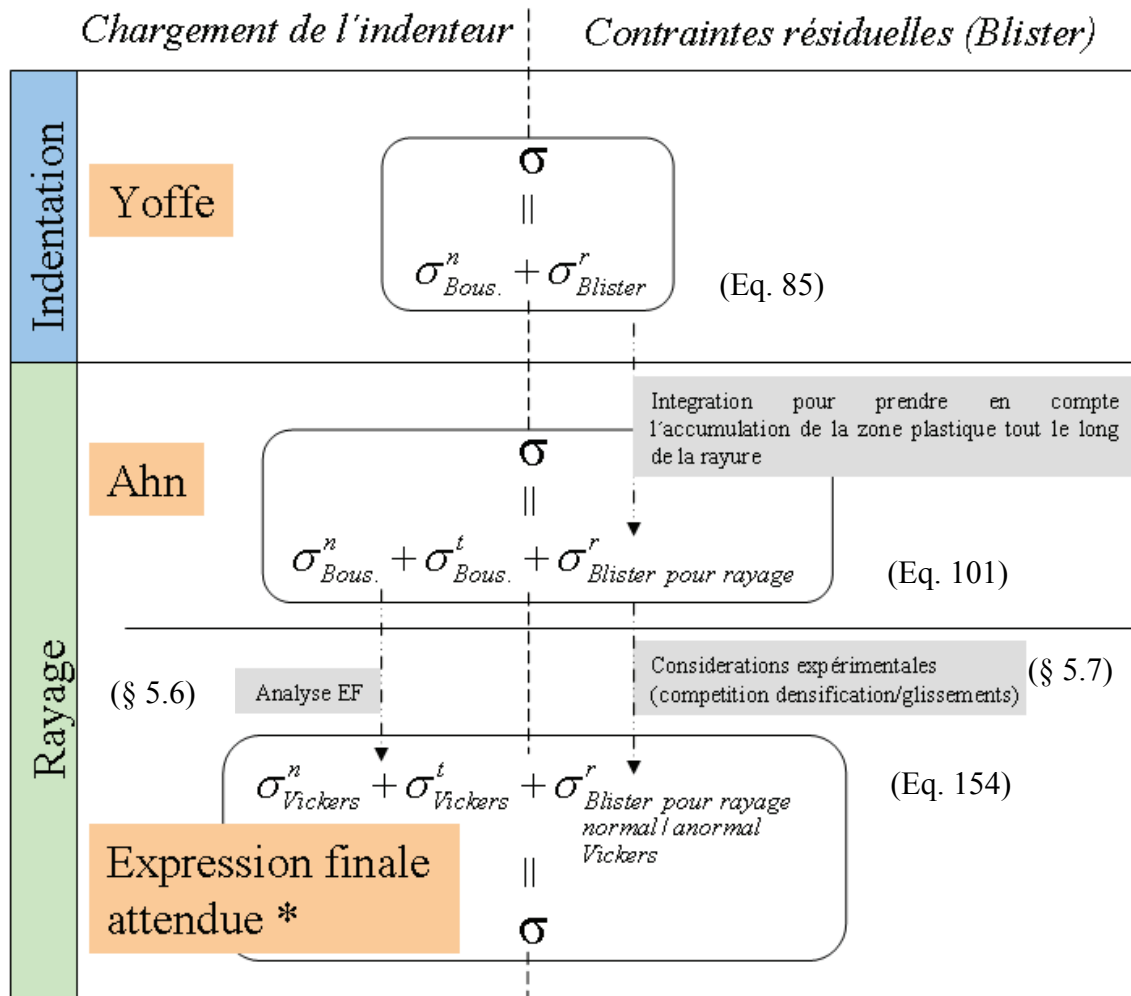 Chargement de l'indenteur
Contraintes résiduelles (Blister)
Indentation
Yoffe
σ
=
σ^n_Bous. + σ^r_Blister
(Eq. 85)
Rayage
Integration pour prendre en compte
l'accumulation de la zone plastique tout le long
de la rayure
Ahn
σ
=
σ^n_Bous. + σ^t_Bous. + σ^r_Blister pour rayage
(Eq. 101)
(§ 5.6)
Analyse EF
Considerations expérimentales
(competition densification/glissements)
(§ 5.7)
σ^n_Vickers + σ^t_Vickers + σ^r_Blister pour rayage
normal / anormal
Vickers
(Eq. 154)
Expression finale
attendue *
=
σ